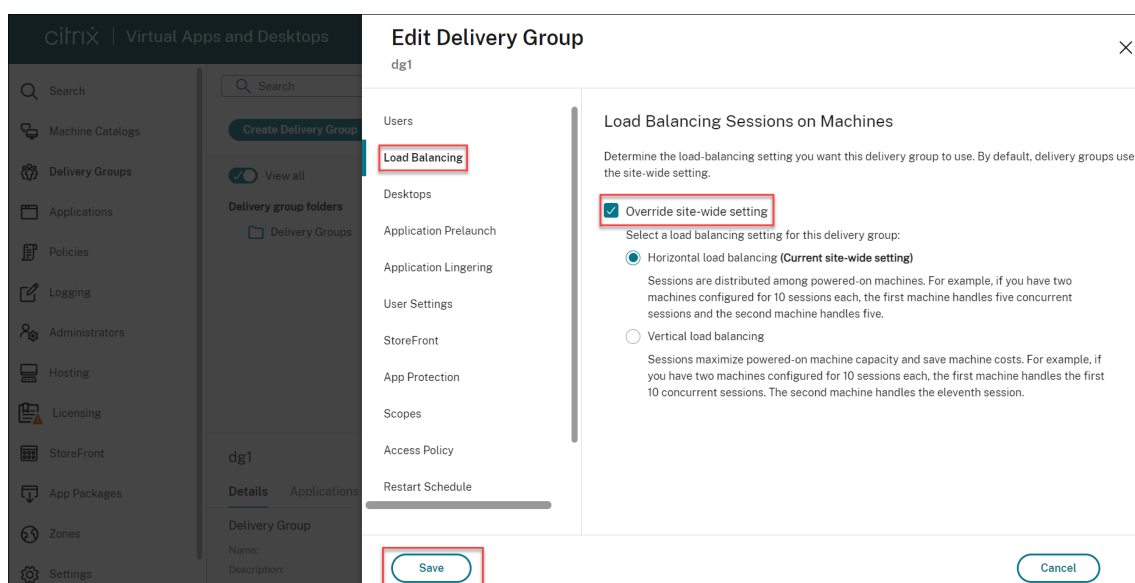 citrix | Virtual Apps and Desktops
Search
Machine Catalogs
Delivery Groups
Applications
Policies
Logging
Administrators
Hosting
Licensing
StoreFront
App Packages
Zones
Settings
Search
Create Delivery Group
View all
Delivery group folders
Delivery Groups
dg1
Details Applications
Delivery Group
Name:
Description:
Edit Delivery Group
dg1
Users
Load Balancing
Desktops
Application Prelaunch
Application Lingering
User Settings
StoreFront
App Protection
Scopes
Access Policy
Restart Schedule
Load Balancing Sessions on Machines
Determine the load-balancing setting you want this delivery group to use. By default, delivery groups use
the site-wide setting.
Override site-wide setting
Select a load balancing setting for this delivery group:
Horizontal load balancing (Current site-wide setting)
Sessions are distributed among powered-on machines. For example, if you have two
machines configured for 10 sessions each, the first machine handles five concurrent
sessions and the second machine handles five.
Vertical load balancing
Sessions maximize powered-on machine capacity and save machine costs. For example, if
you have two machines configured for 10 sessions each, the first machine handles the first
10 concurrent sessions. The second machine handles the eleventh session.
Save
Cancel